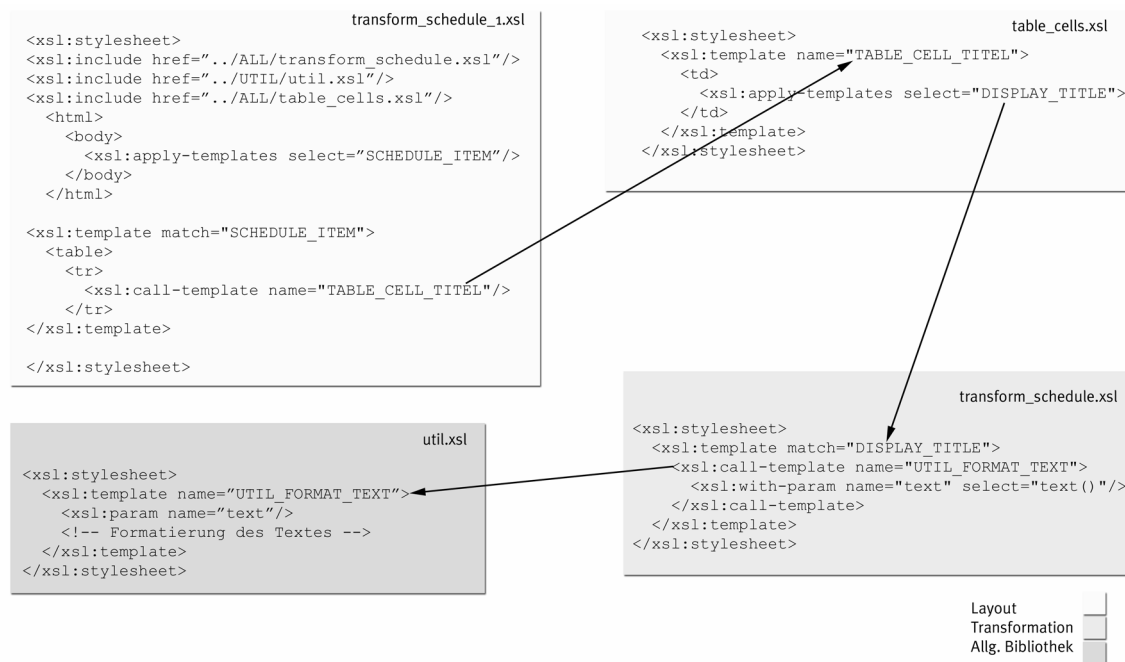 transform_schedule_1.xsl
<xsl:stylesheet>
<xsl:include href=”../ALL/transform_schedule.xsl”/>
<xsl:include href=”../UTIL/util.xsl”/>
<xsl:include href=”../ALL/table_cells.xsl”/>
<html>
<body>
<xsl:apply-templates select=”SCHEDULE_ITEM”/>
</body>
</html>
<xsl:template match="SCHEDULE_ITEM">
<table>
<tr>
<xsl:call-template name="TABLE_CELL_TITEL"/>
</tr>
</xsl:template>
</xsl:stylesheet>
table_cells.xsl
<xsl:stylesheet>
<xsl:template name="TABLE_CELL_TITEL">
<td>
<xsl:apply-templates select="DISPLAY_TITLE">
</td>
</xsl:template>
</xsl:stylesheet>
transform_schedule.xsl
<xsl:stylesheet>
<xsl:template match="DISPLAY_TITLE">
<xsl:call-template name="UTIL_FORMAT_TEXT">
<xsl:with-param name="text" select="text()"/>
</xsl:call-template>
</xsl:template>
</xsl:stylesheet>
util.xsl
<xsl:stylesheet>
<xsl:template name=”UTIL_FORMAT_TEXT”>
<xsl:param name=”text”/>
<!-- Formatierung des Textes -->
</xsl:template>
</xsl:stylesheet>
Layout
Transformation
Allg. Bibliothek